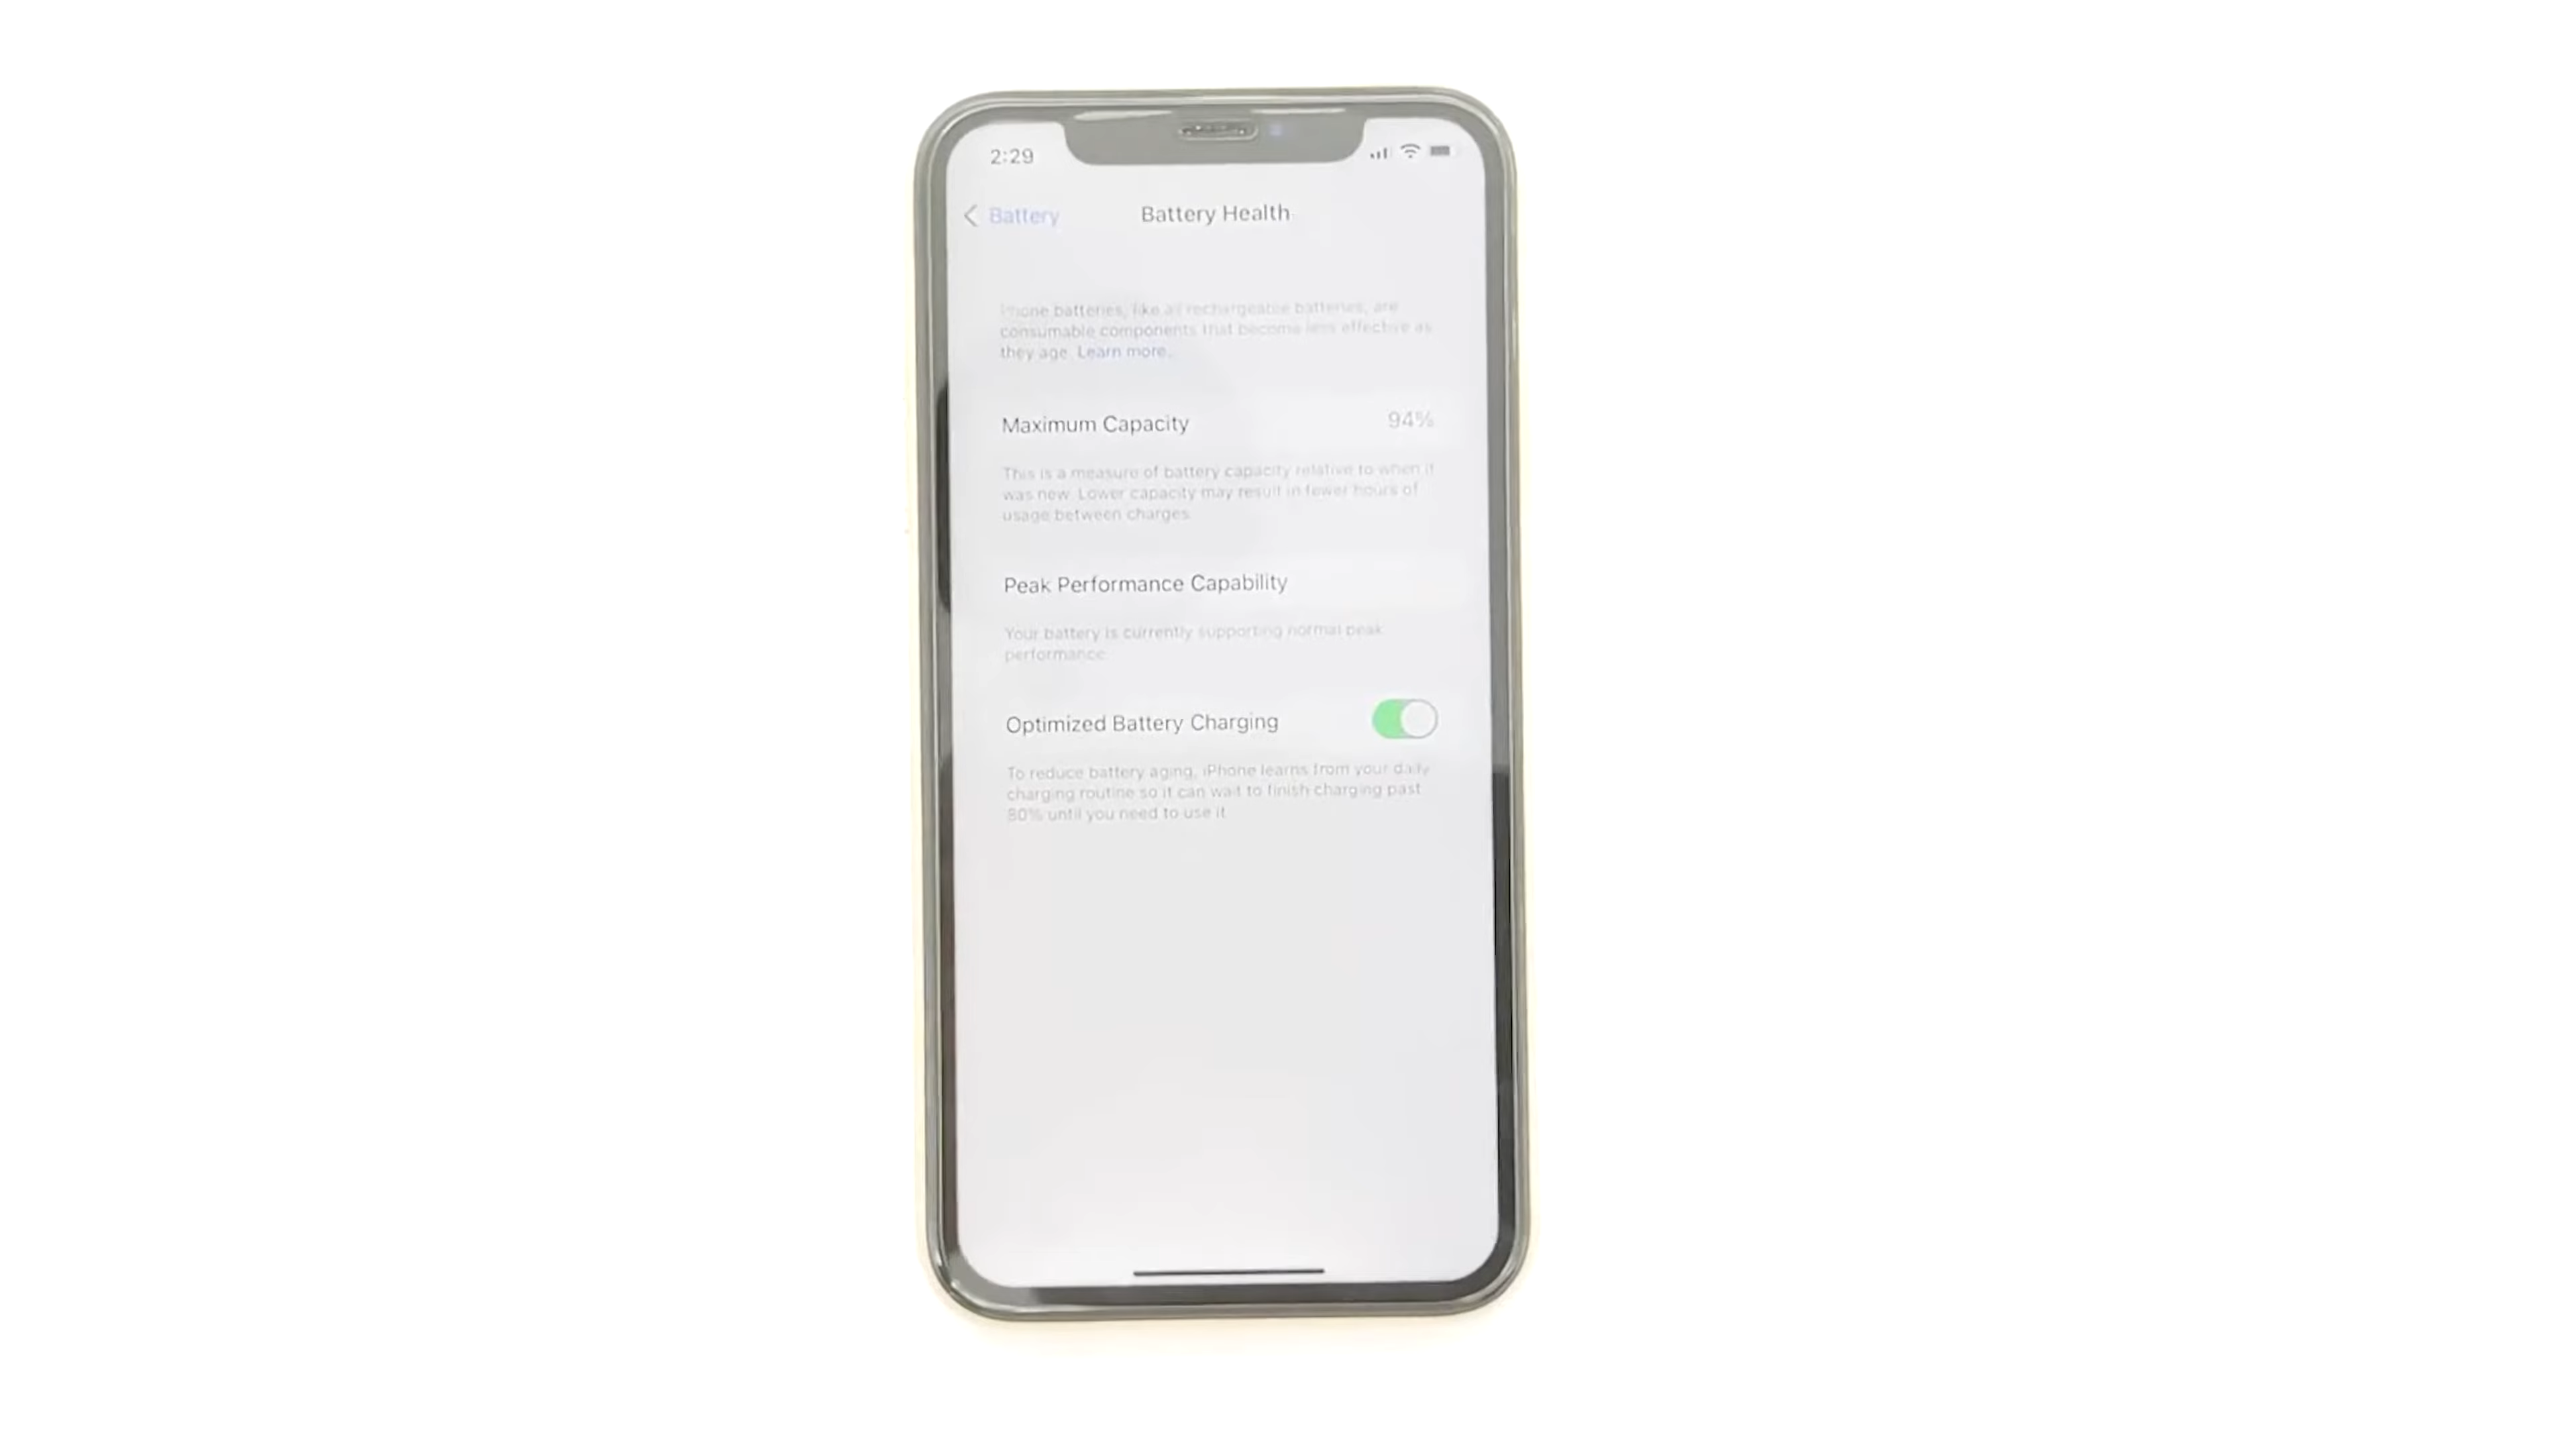 2:29
Battery
Battery Health
iPhone batteries, like all rechargeable batteries, are
consumable components that become less effective as
they age. Learn more...
Maximum Capacity 94%
This is a measure of battery capacity relative to when it
was new. Lower capacity may result in fewer hours of
usage between charges.
Peak Performance Capability
Your battery is currently supporting normal peak
performance.
Optimized Battery Charging
To reduce battery aging, iPhone learns from your daily
charging routine so it can wait to finish charging past
80% until you need to use it.